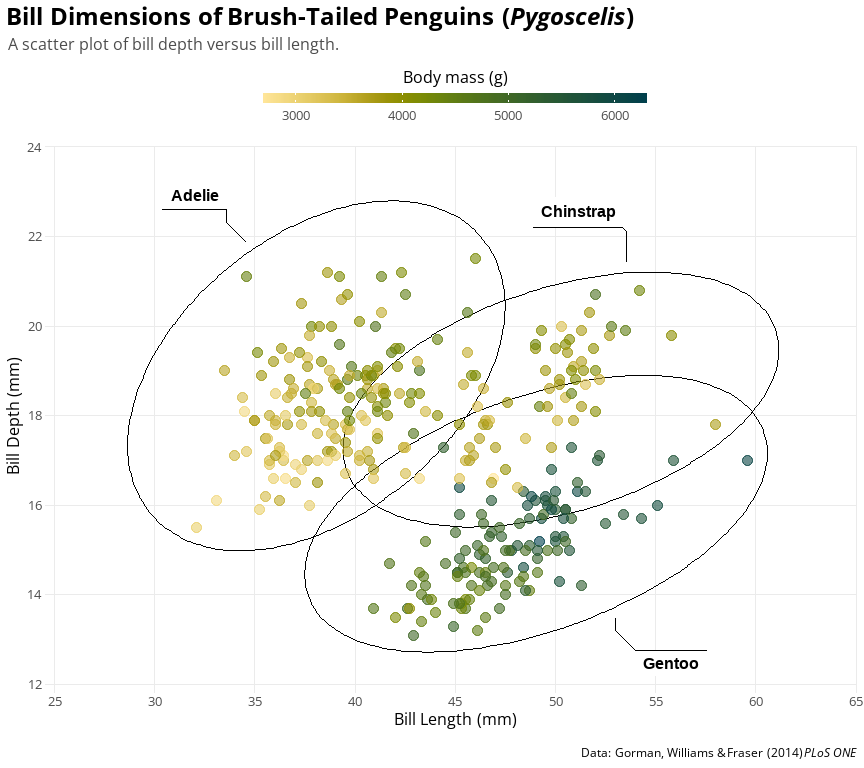 Bill Dimensions of Brush-Tailed Penguins (Pygoscelis)
A scatter plot of bill depth versus bill length.
Body mass (g)
3000 4000 5000 6000
24
22
20
18
16
14
12
Bill Depth (mm)
Adelie
Chinstrap
Gentoo
25 30 35 40 45 50 55 60 65
Bill Length (mm)
Data: Gorman, Williams & Fraser (2014) PLoS ONE